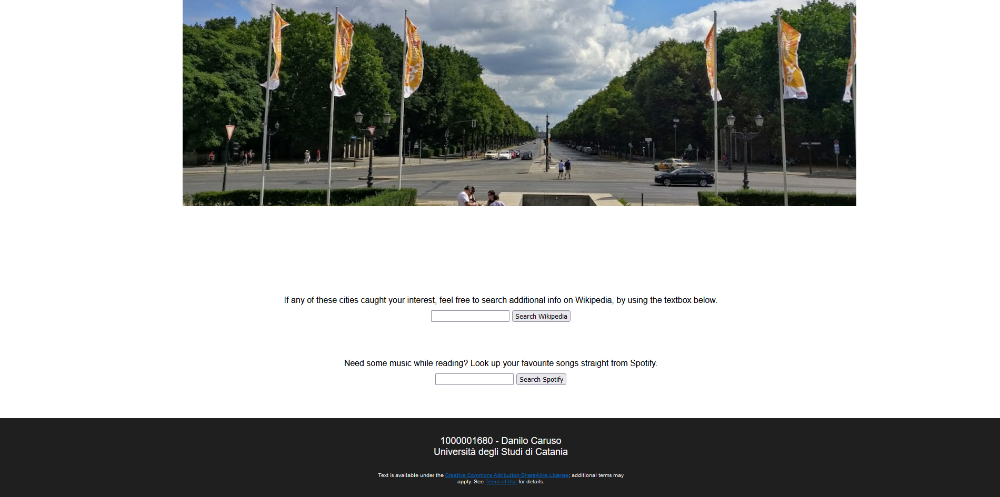 If any of these cities caught your interest, feel free to search additional info on Wikipedia, by using the textbox below.
Search Wikipedia
Need some music while reading? Look up your favourite songs straight from Spotify.
Search Spotify
1000001680 - Danilo Caruso
Università degli Studi di Catania
Text is available under the Creative Commons Attribution-ShareAlike License; additional terms may
apply. See Terms of Use for details.